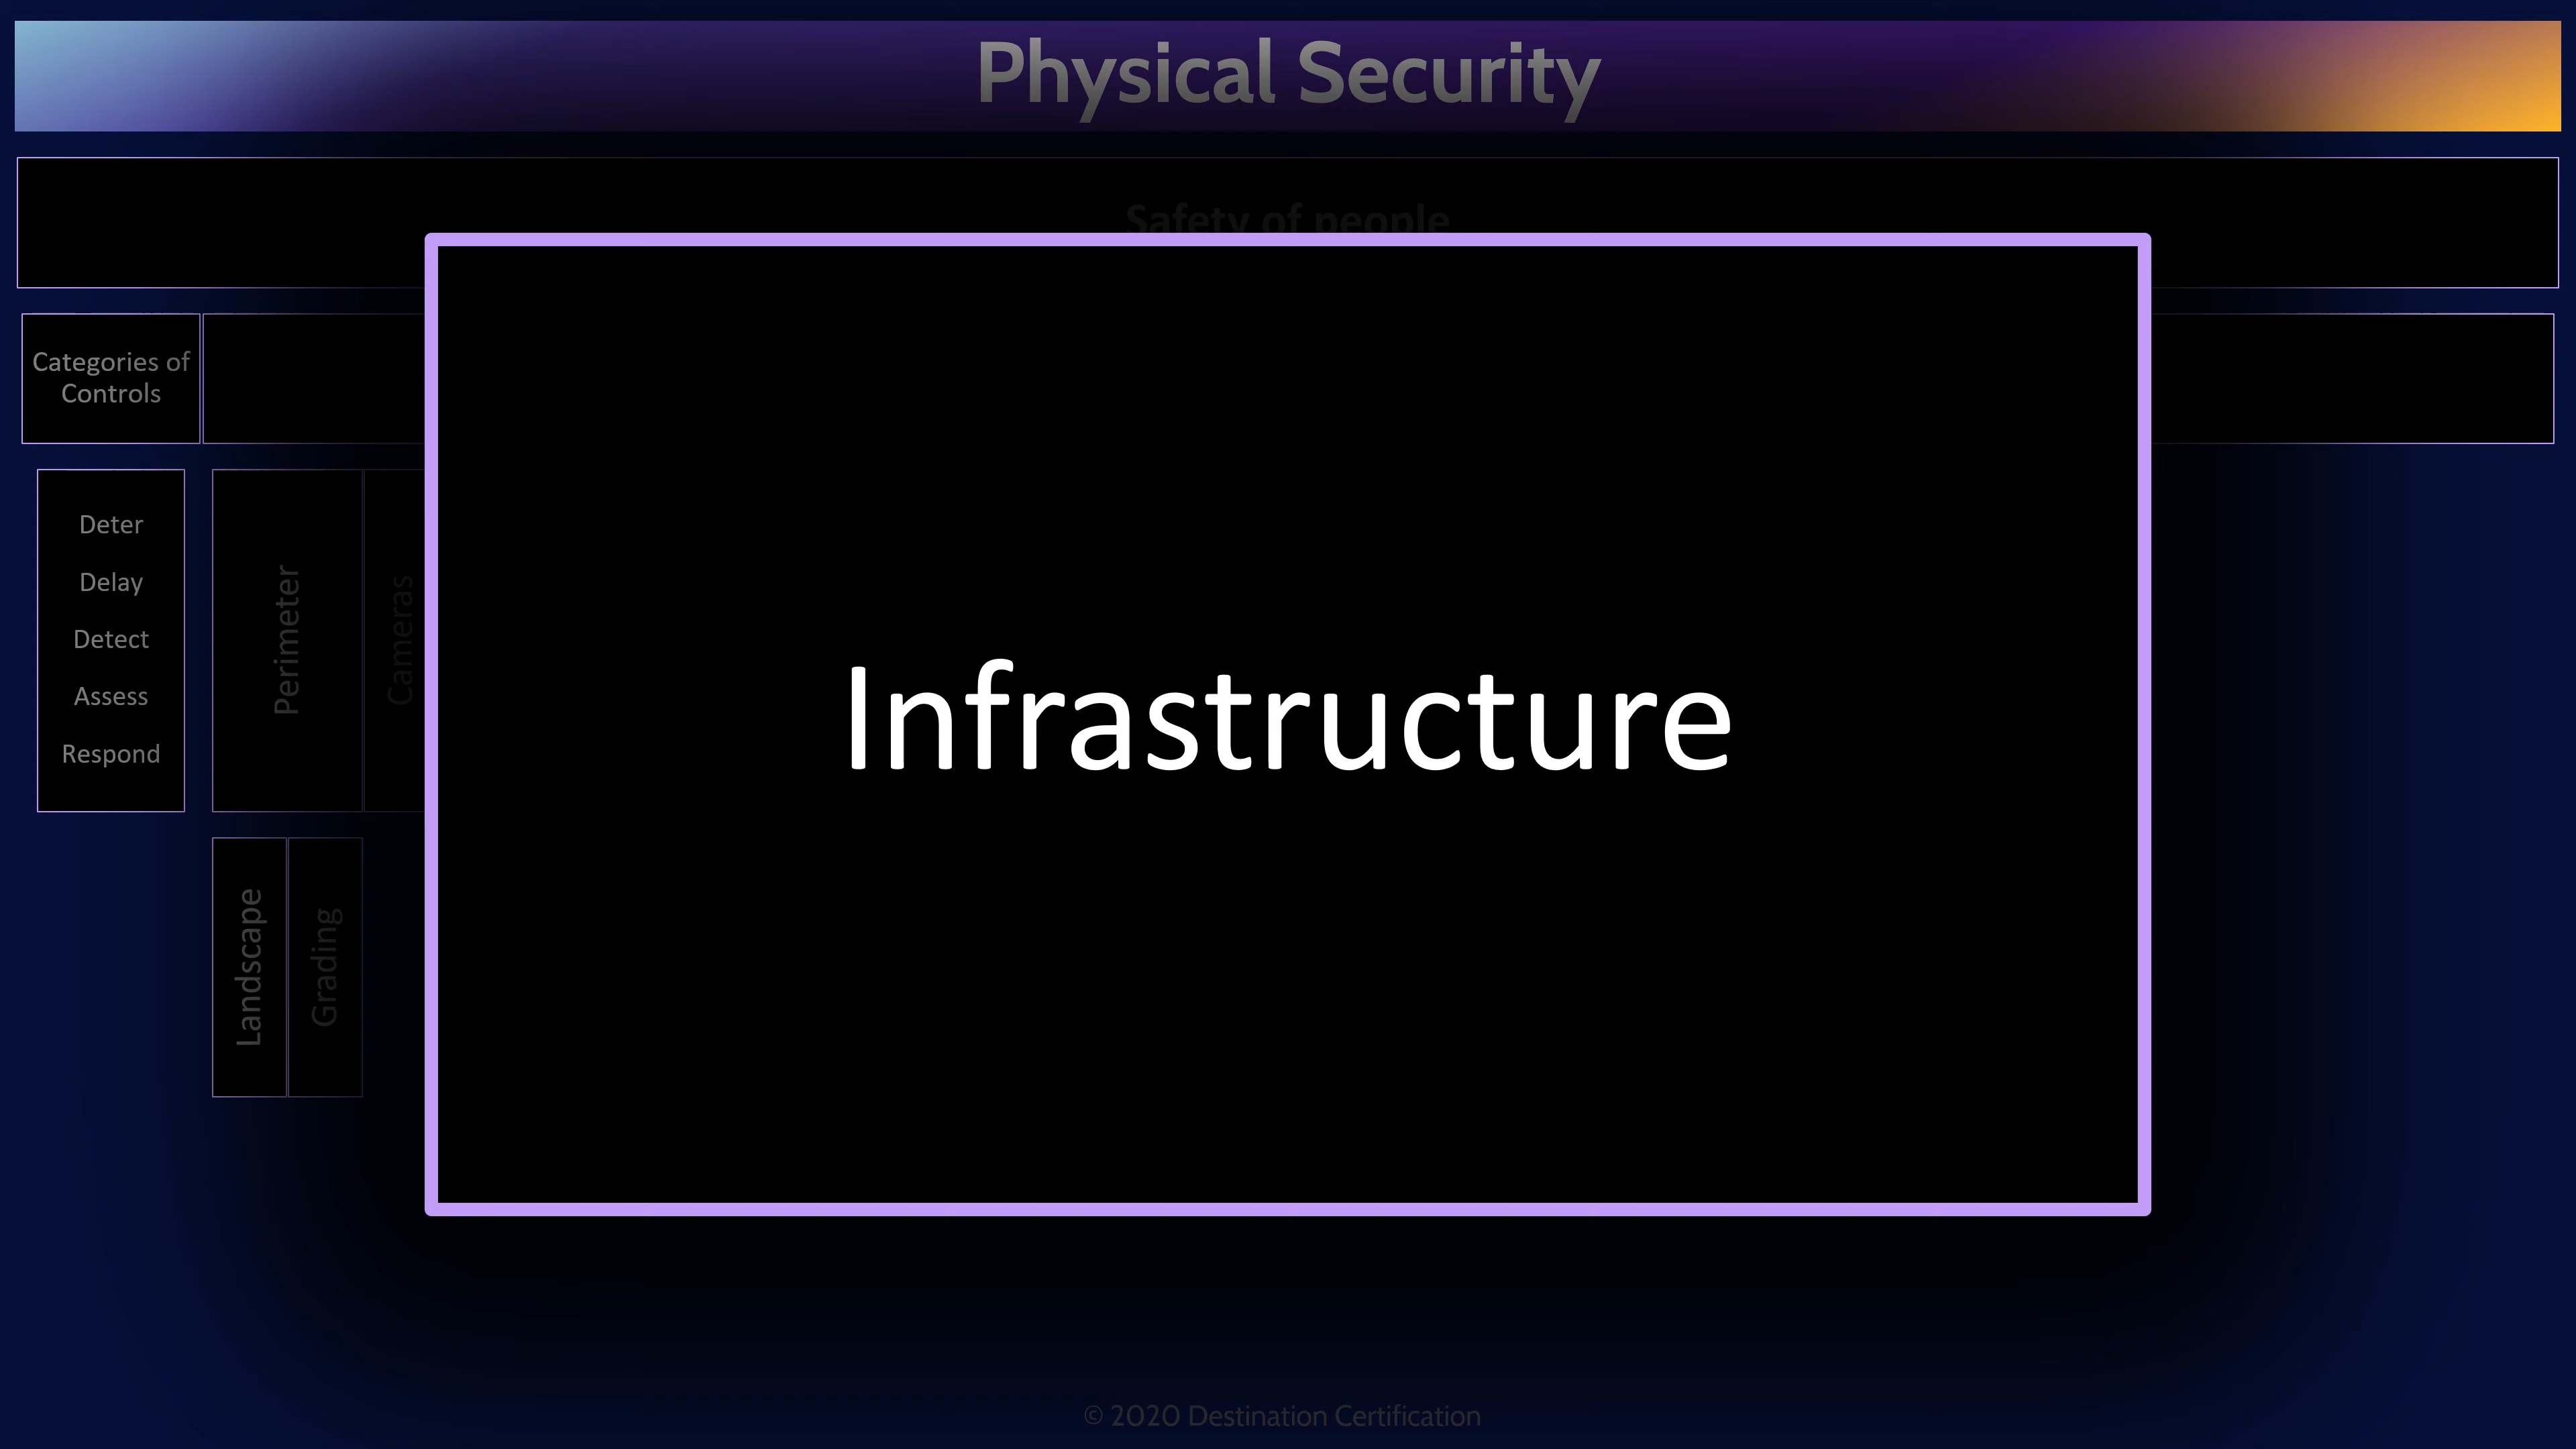 Physical Security
Safety of people
Categories of
Controls
Deter
Delay
Detect
Assess
Respond
Perimeter
Cameras
Landscape
Grading
Infrastructure
© 2020 Destination Certification